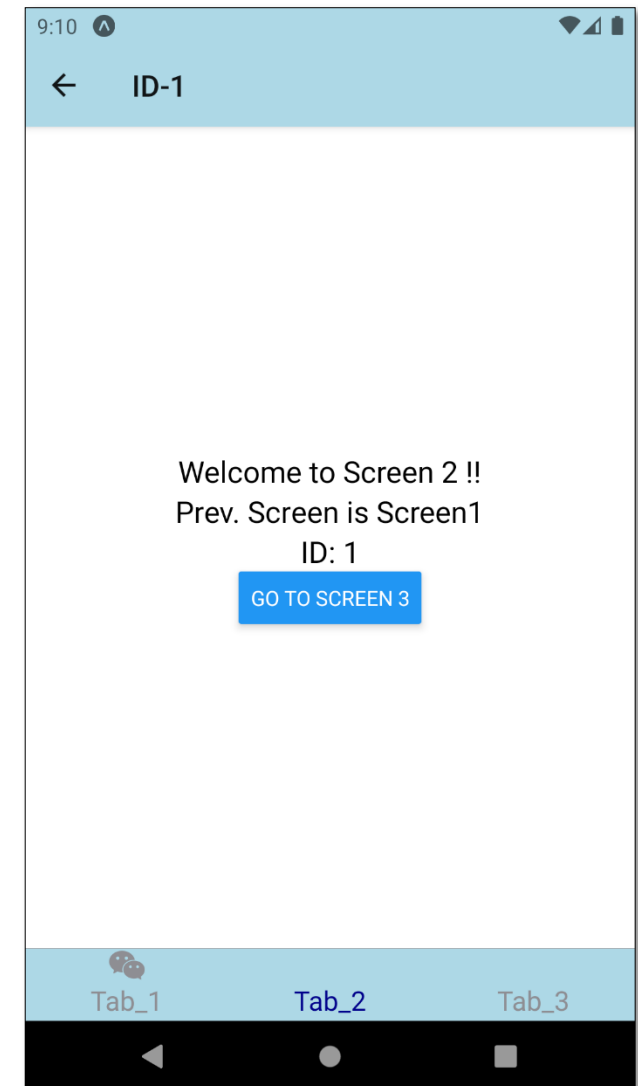 9:10
ID-1
Welcome to Screen 2 !!
Prev. Screen is Screen1
ID: 1
GO TO SCREEN 3
Tab_1 Tab_2 Tab_3